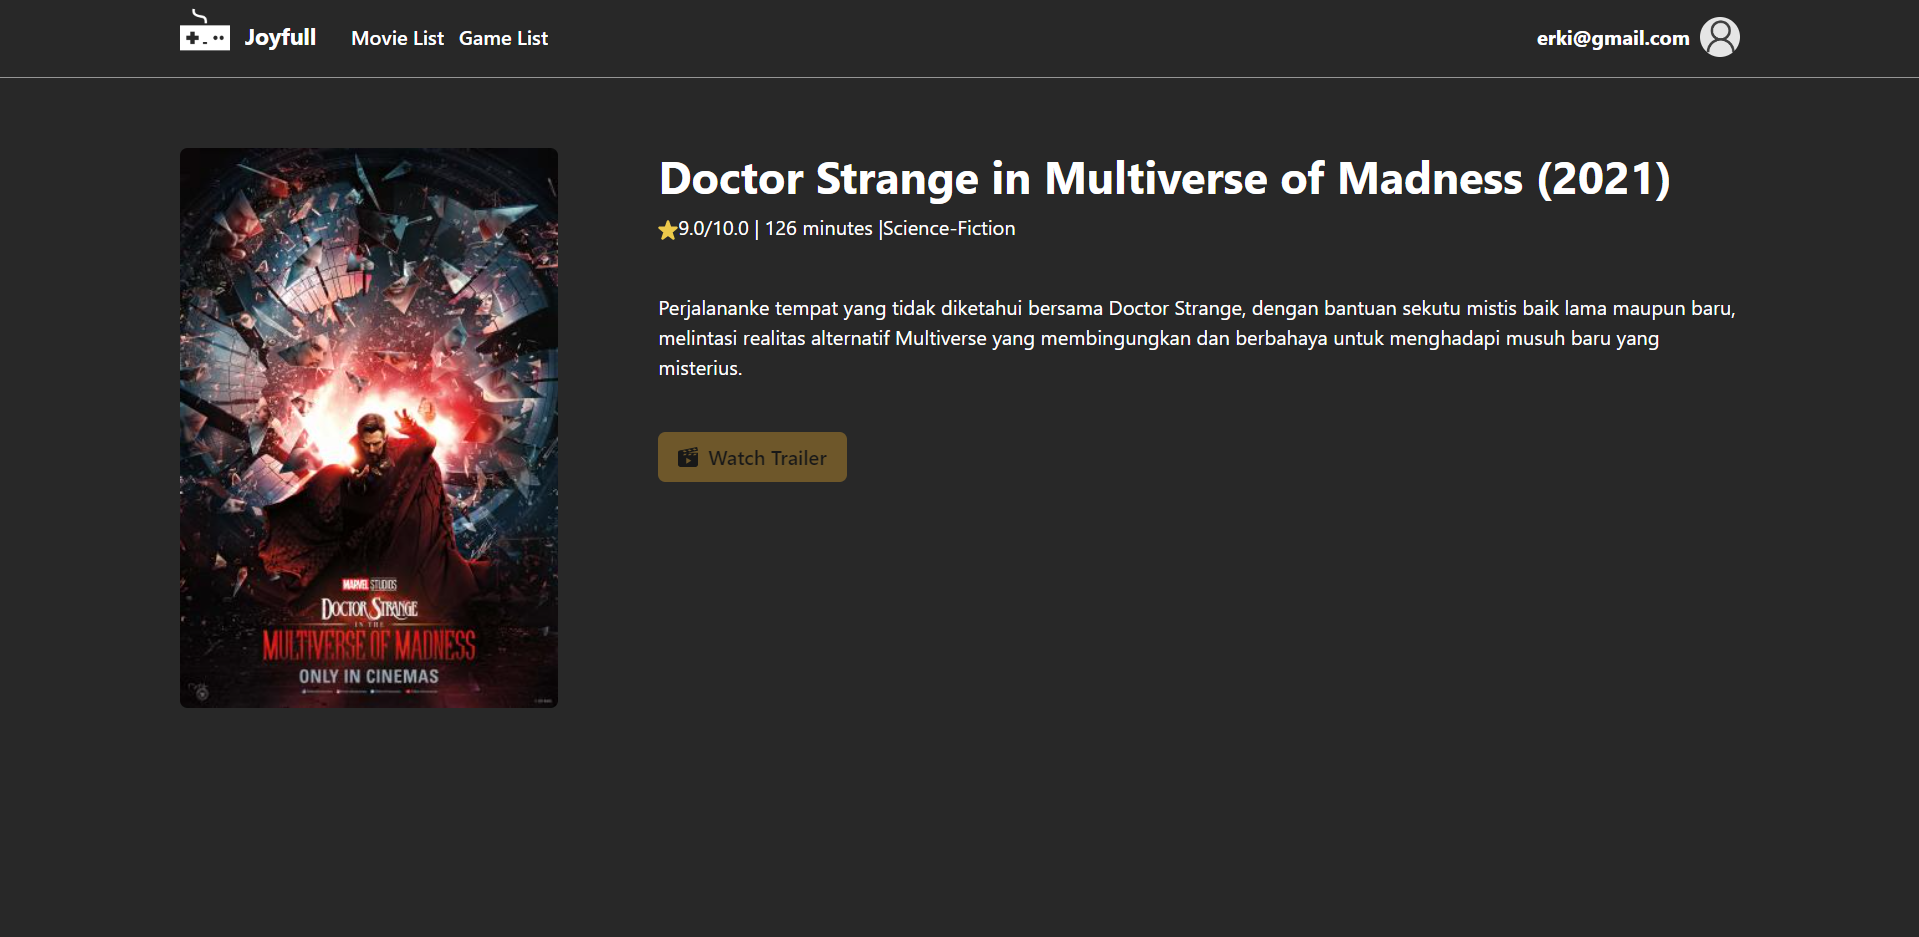 Joyfull
Movie List
Game List
erki@gmail.com
Doctor Strange in Multiverse of Madness (2021)
9.0/10.0 | 126 minutes |Science-Fiction
Perjalananke tempat yang tidak diketahui bersama Doctor Strange, dengan bantuan sekutu mistis baik lama maupun baru,
melintasi realitas alternatif Multiverse yang membingungkan dan berbahaya untuk menghadapi musuh baru yang
misterius.
Watch Trailer
MARVEL STUDIOS
DOCTOR STRANGE
IN THE
MULTIVERSE OF MADNESS
ONLY IN CINEMAS